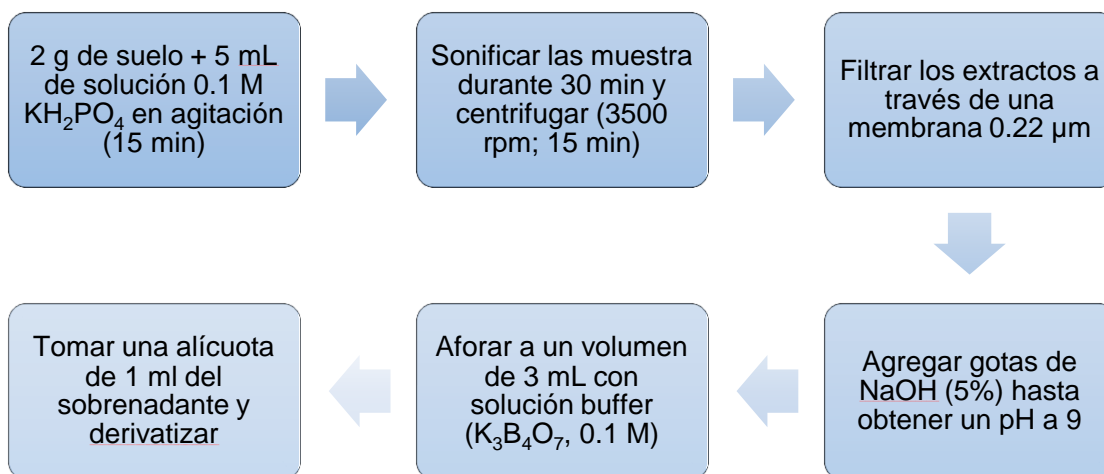 2 g de suelo + 5 mL
de solución 0.1 M
KH₂PO₄ en agitación
(15 min)
Sonificar las muestra
durante 30 min y
centrifugar (3500
rpm; 15 min)
Filtrar los extractos a
través de una
membrana 0.22 µm
Agregar gotas de
NaOH (5%) hasta
obtener un pH a 9
Aforar a un volumen
de 3 mL con
solución buffer
(K₃B₄O₇, 0.1 M)
Tomar una alícuota
de 1 ml del
sobrenadante y
derivatizar